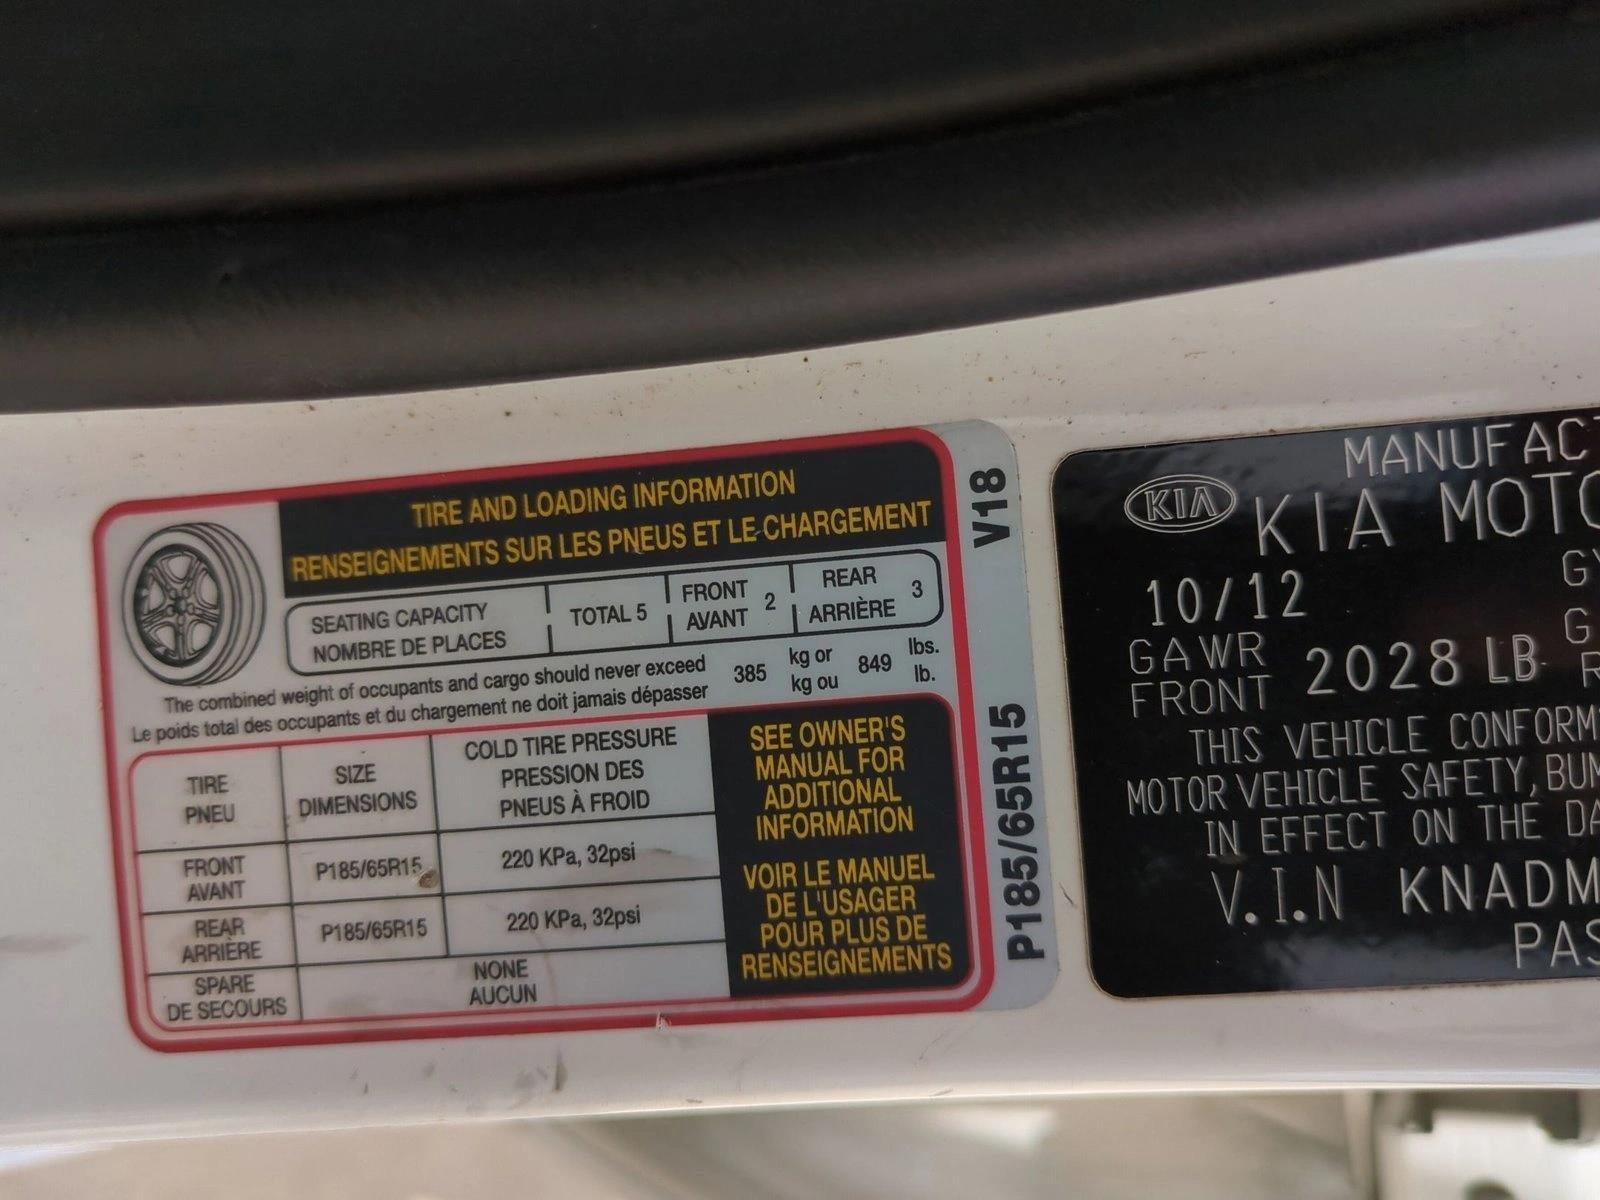 TIRE AND LOADING INFORMATION
RENSEIGNEMENTS SUR LES PNEUS ET LE CHARGEMENT
SEATING CAPACITY
NOMBRE DE PLACES
TOTAL 5
FRONT
AVANT
2
REAR
ARRIÈRE
3
The combined weight of occupants and cargo should never exceed
Le poids total des occupants et du chargement ne doit jamais dépasser
385
kg or
kg ou
849
lbs.
lb.
TIRE
PNEU
SIZE
DIMENSIONS
COLD TIRE PRESSURE
PRESSION DES
PNEUS À FROID
FRONT
AVANT
P185/65R15
220 KPa, 32psi
REAR
ARRIÈRE
P185/65R15
220 KPa, 32psi
SPARE
DE SECOURS
NONE
AUCUN
SEE OWNER'S
MANUAL FOR
ADDITIONAL
INFORMATION
VOIR LE MANUEL
DE L'USAGER
POUR PLUS DE
RENSEIGNEMENTS
V18
P185/65R15
MANUFACT
KIA KIA MOTO
10/12 GV
GAWR
FRONT
2028 LB
THIS VEHICLE CONFORM
MOTOR VEHICLE SAFETY, BUM
IN EFFECT ON THE DA
V.I.N KNADM
PAS